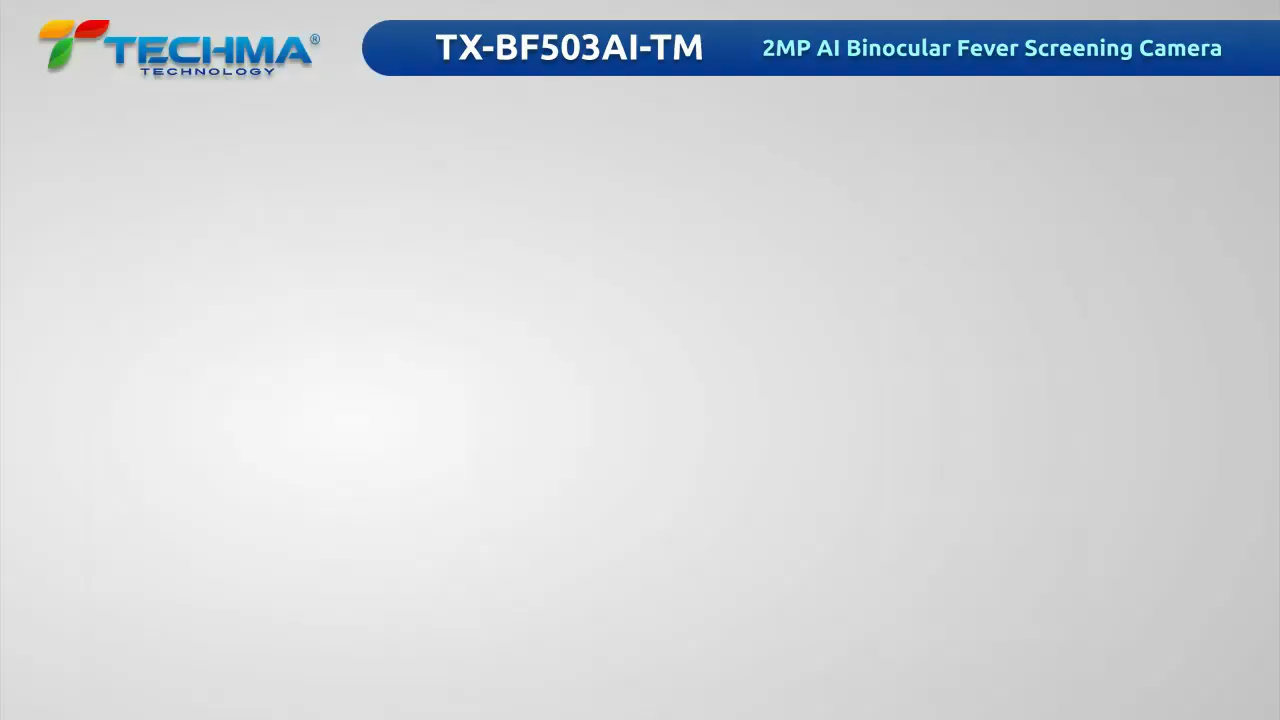 TECHMA®
TECHNOLOGY
TX-BF503AI-TM
2MP AI Binocular Fever Screening Camera